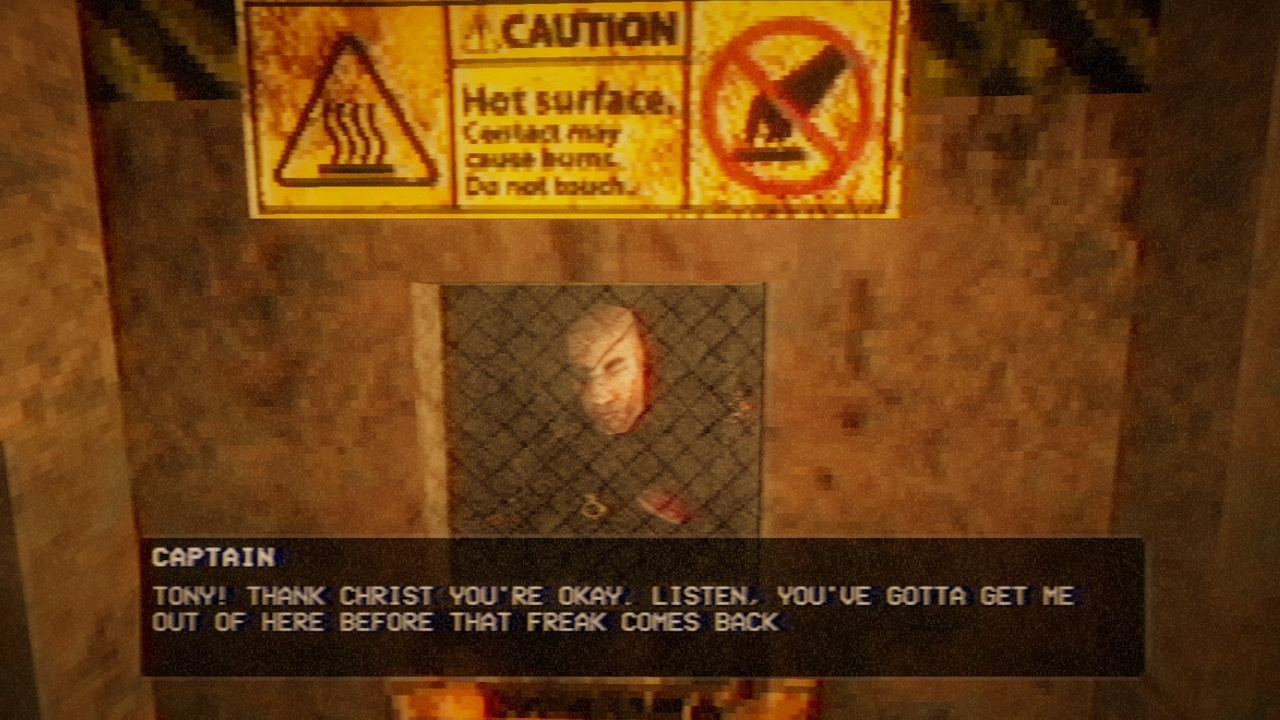 CAUTION
Hot surface.
Contact may
cause burns.
Do not touch.
CAPTAIN
TONY! THANK CHRIST YOU'RE OKAY. LISTEN, YOU'VE GOTTA GET ME
OUT OF HERE BEFORE THAT FREAK COMES BACK